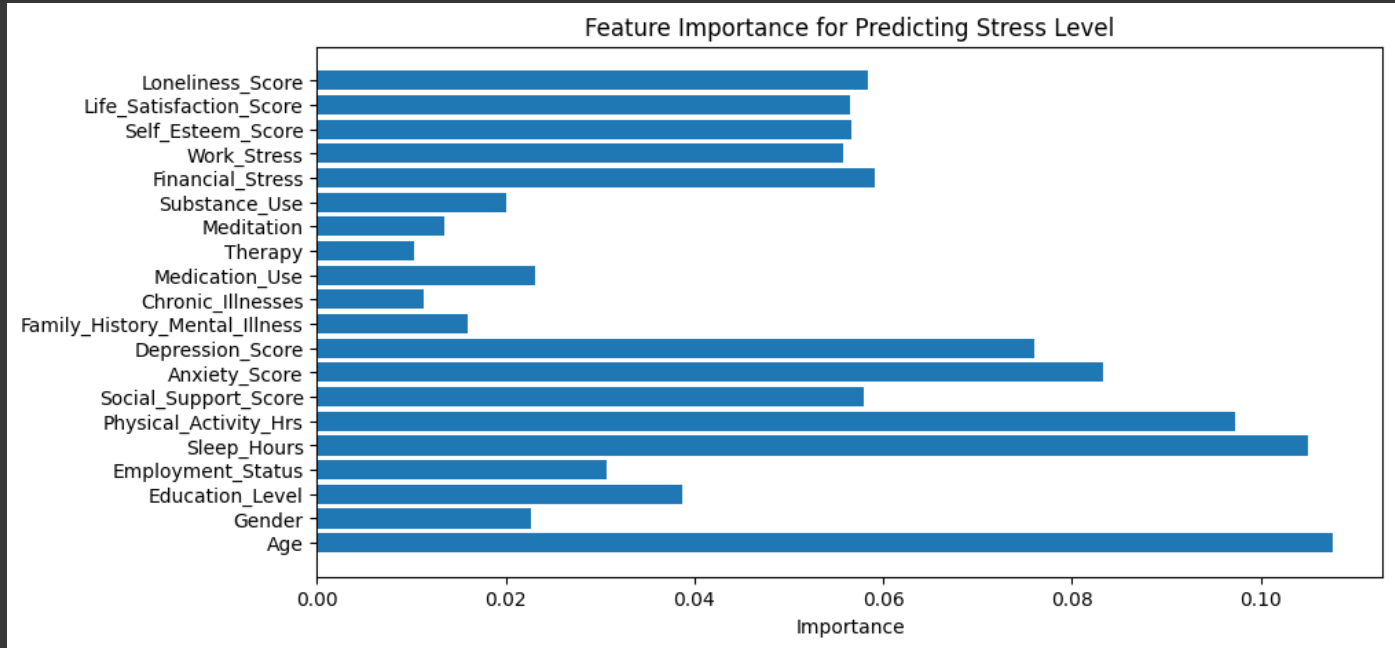 Feature Importance for Predicting Stress Level
Loneliness_Score
Life_Satisfaction_Score
Self_Esteem_Score
Work_Stress
Financial_Stress
Substance_Use
Meditation
Therapy
Medication_Use
Chronic_Illnesses
Family_History_Mental_Illness
Depression_Score
Anxiety_Score
Social_Support_Score
Physical_Activity_Hrs
Sleep_Hours
Employment_Status
Education_Level
Gender
Age
0.00 0.02 0.04 0.06 0.08 0.10
Importance